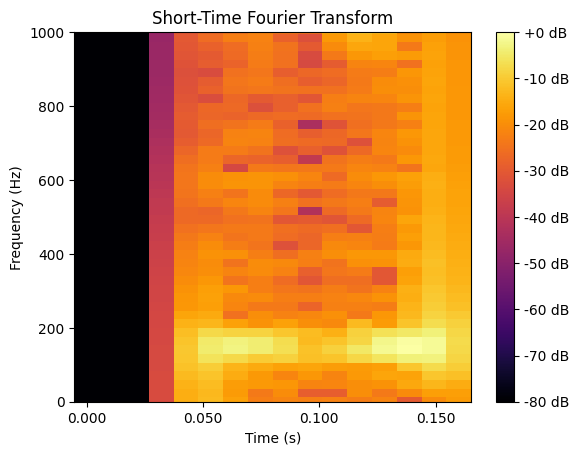 Short-Time Fourier Transform
Frequency (Hz)
1000
800
600
400
200
0
0.000
0.050
0.100
0.150
Time (s)
+0 dB
-10 dB
-20 dB
-30 dB
-40 dB
-50 dB
-60 dB
-70 dB
-80 dB